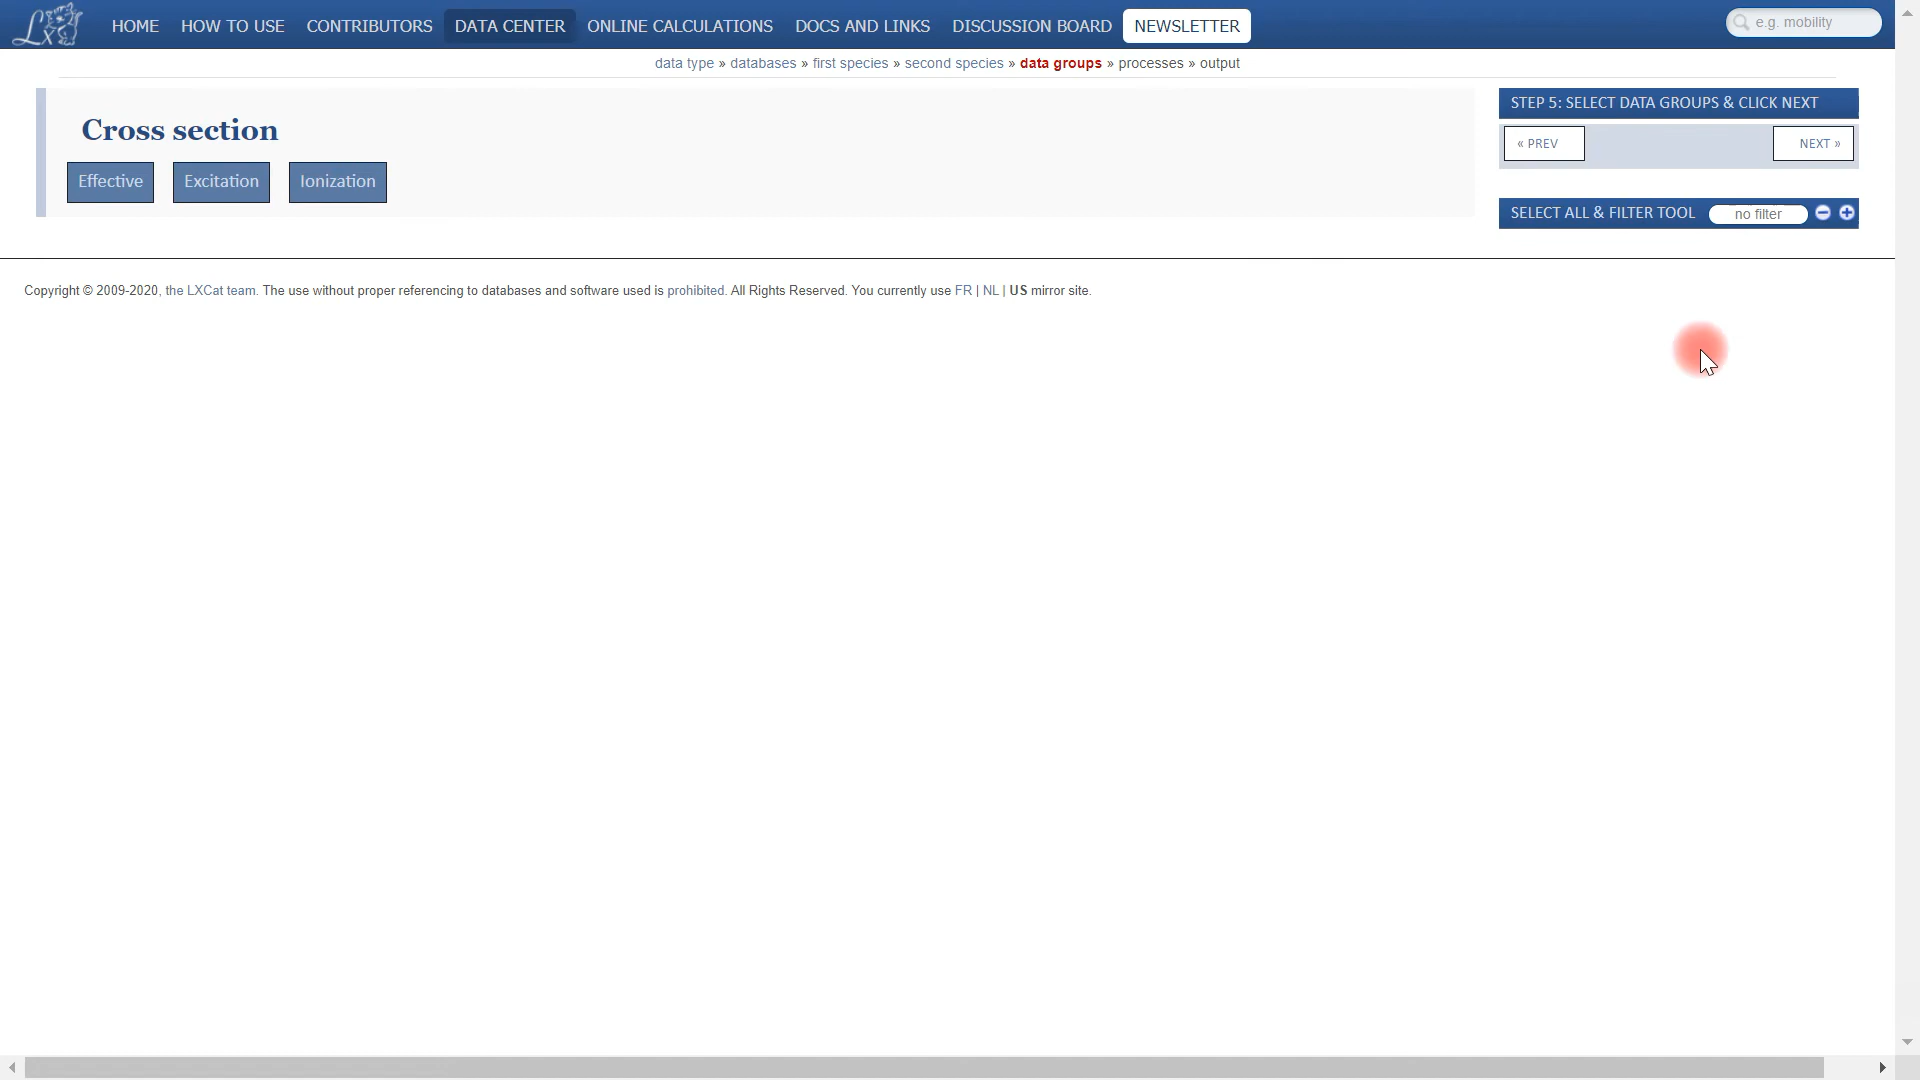 LX HOME HOW TO USE CONTRIBUTORS DATA CENTER ONLINE CALCULATIONS DOCS AND LINKS DISCUSSION BOARD NEWSLETTER e.g. mobility
data type » databases » first species » second species » data groups » processes » output
Cross section
Effective Excitation Ionization
STEP 5: SELECT DATA GROUPS & CLICK NEXT
« PREV NEXT »
SELECT ALL & FILTER TOOL no filter
Copyright © 2009-2020, the LXCat team. The use without proper referencing to databases and software used is prohibited. All Rights Reserved. You currently use FR | NL | US mirror site.